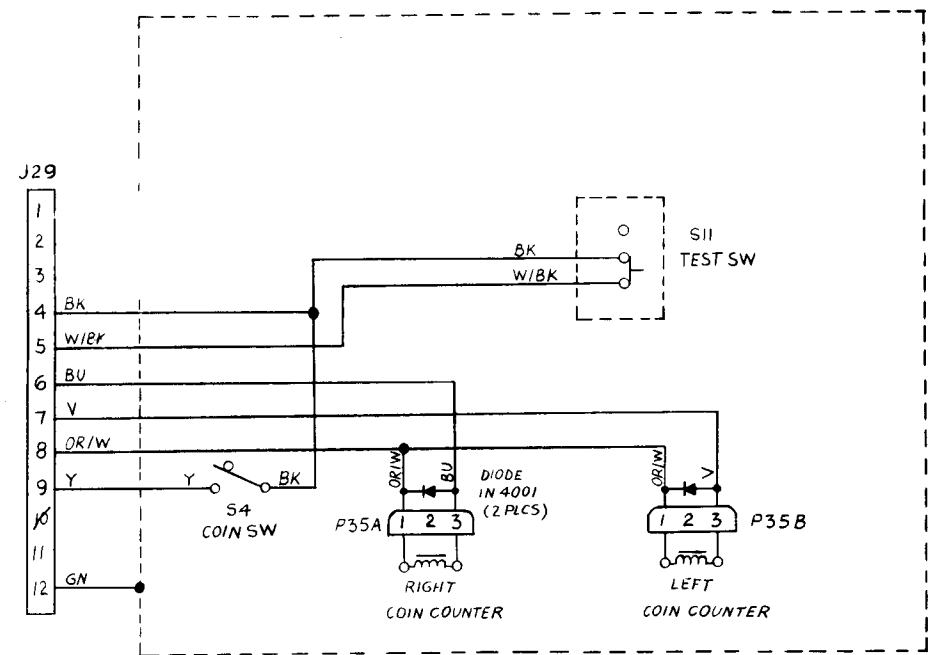 J29
1
2
3
4 BK
5 W/BK
6 BU
7 V
8 OR/W
9 Y
10
11
12 GN
BK
W/BK
S11
TEST SW
Y
BK
S4
COIN SW
OR/W
BU
DIODE
IN 4001
(2 PLCS)
P35A 1 2 3
RIGHT
COIN COUNTER
OR/W
V
1 2 3 P35B
LEFT
COIN COUNTER